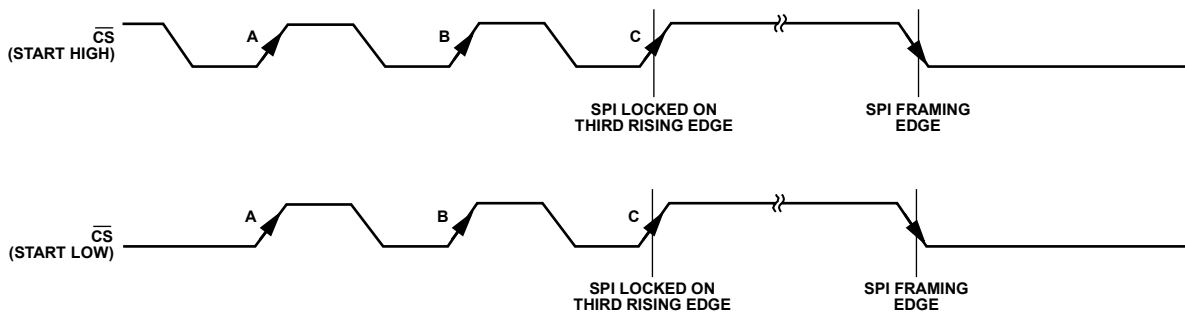 CS
(START HIGH)
A
B
C
SPI LOCKED ON
THIRD RISING EDGE
SPI FRAMING
EDGE
CS
(START LOW)
A
B
C
SPI LOCKED ON
THIRD RISING EDGE
SPI FRAMING
EDGE